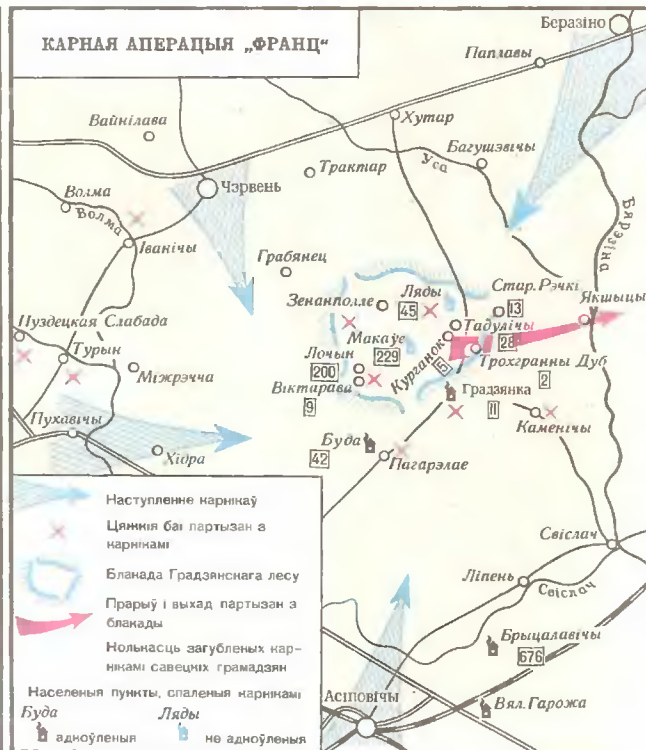 КАРНАЯ АПЕРАЦЫЯ „ФРАНЦ“
Беразіно
Паплавы
Хутар
Вайнілава
Уса
Багушэвічы
Трактар
Чэрвень
Волма
Волма
Бярэзіна
Іванічы
Грабянец
Стар. Рэчкі
Якшыцы
Зенанполле
Ляды
45
13
Тадулічы
Пуздецкая Слабада
Макаўе
229
Курганок
5
28
Турын
Лочын
200
Трохгранны Дуб
2
Міжрэчча
Віктарава
9
Градзянка
11
Каменічы
Пухавічы
Хідра
Буда
42
Пагарэлае
Наступленне карнікаў
Цяжкія баі партызан з
карнікамі
Свіслач
Блакада Градзянскага лесу
Ліпень
Свіслач
Прарыў і выхад партызан з
блакады
Колькасць загубленых кар-
нікамі савецкіх грамадзян
Брыцалавічы
676
Населеныя пункты, спаленыя карнікамі
Асіповічы
Вял. Гарожа
Буда
Ляды
адноўленыя
не адноўленыя